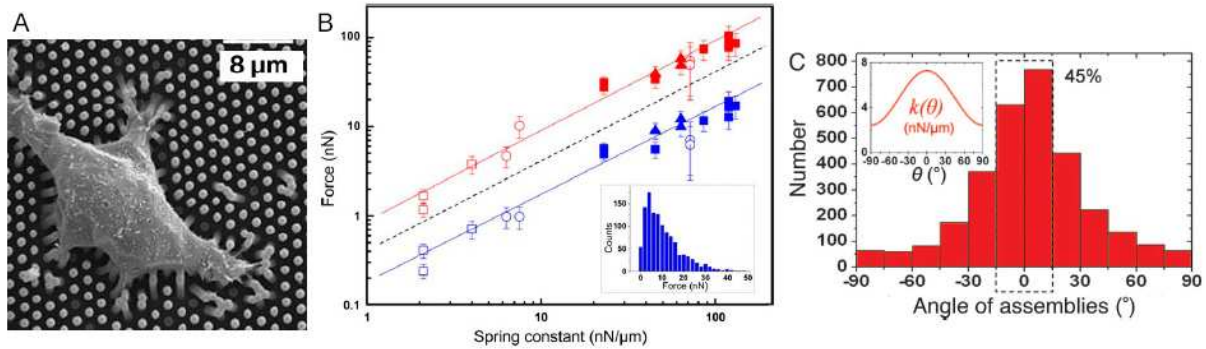 A
8 µm
B
Force (nN)
100
10
1
0.1
1
10
100
Spring constant (nN/µm)
Counts
150
100
50
0
0 10 20 30 40 50
Force (nN)
C
Number
800
700
600
500
400
300
200
100
0
-90 -60 -30 0 30 60 90
Angle of assemblies (°)
45%
8
4
0
k(θ)
(nN/µm)
-90 -60 -30 0 30 60 90
θ (°)